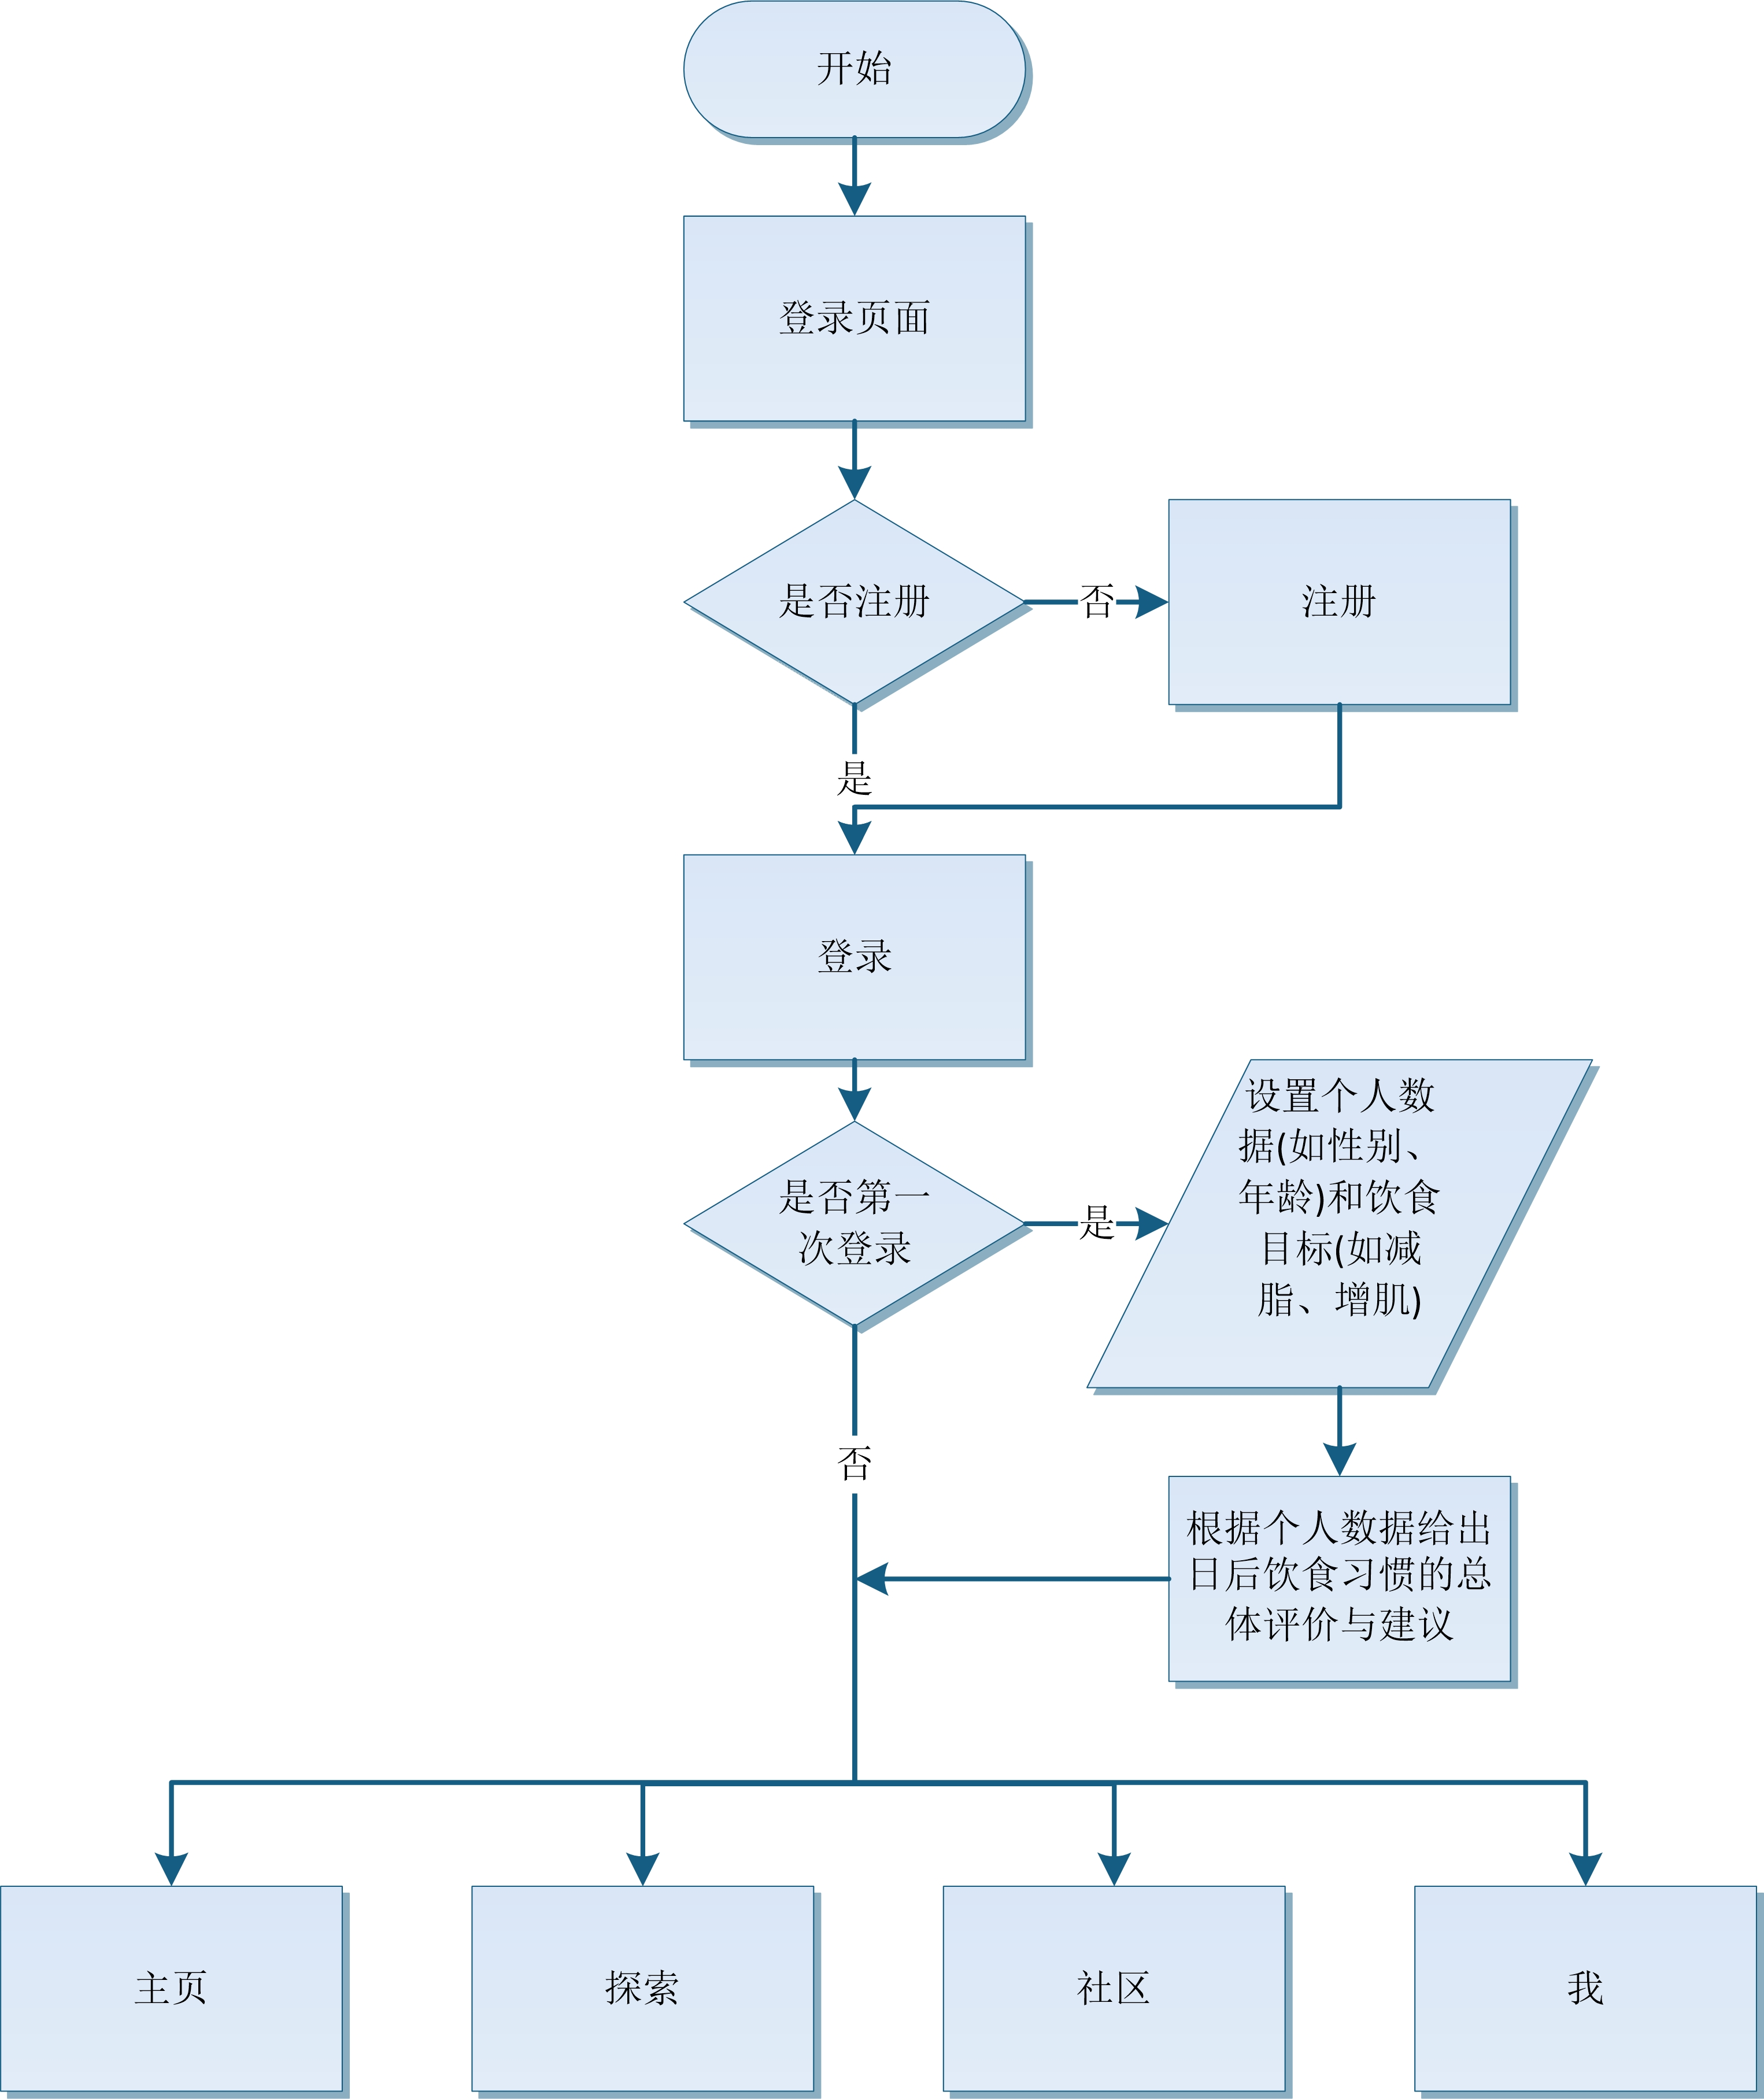 开始
登录页面
是否注册
否
注册
是
登录
是否第一
次登录
是
设置个人数
据(如性别、
年龄)和饮食
目标(如减
脂、增肌)
否
根据个人数据给出
日后饮食习惯的总
体评价与建议
主页
探索
社区
我